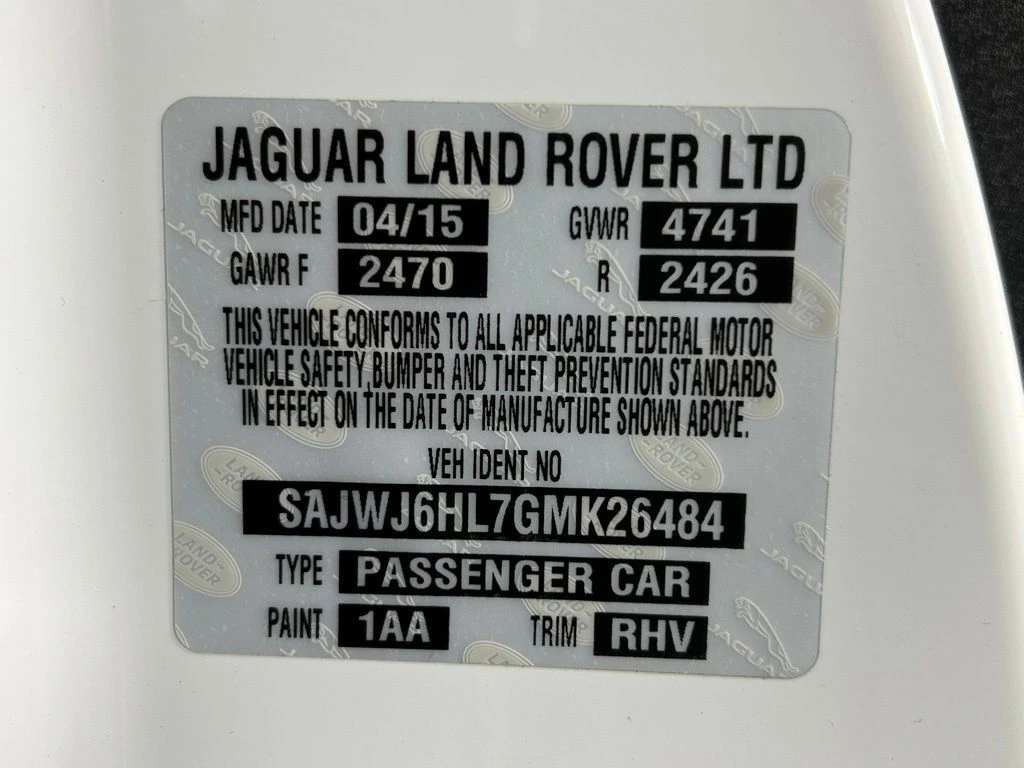 JAGUAR LAND ROVER LTD
MFD DATE 04/15 GVWR 4741
GAWR F 2470 R 2426
THIS VEHICLE CONFORMS TO ALL APPLICABLE FEDERAL MOTOR
VEHICLE SAFETY,BUMPER AND THEFT PREVENTION STANDARDS
IN EFFECT ON THE DATE OF MANUFACTURE SHOWN ABOVE.
VEH IDENT NO
SAJWJ6HL7GMK26484
TYPE PASSENGER CAR
PAINT 1AA TRIM RHV